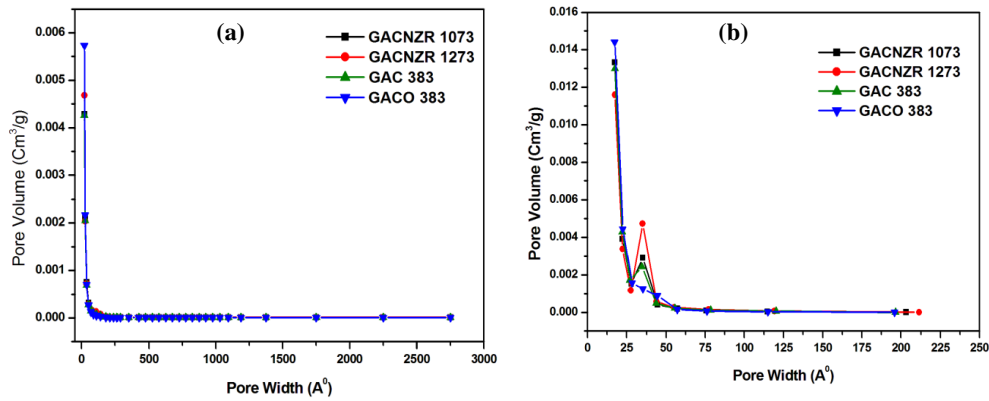 (a)
GACNZR 1073
GACNZR 1273
GAC 383
GACO 383
0.006
0.005
0.004
0.003
0.002
0.001
0.000
Pore Volume (Cm³/g)
0 500 1000 1500 2000 2500 3000
Pore Width (A⁰)
(b)
GACNZR 1073
GACNZR 1273
GAC 383
GACO 383
0.016
0.014
0.012
0.010
0.008
0.006
0.004
0.002
0.000
Pore Volume (Cm³/g)
0 25 50 75 100 125 150 175 200 225 250
Pore Width (A⁰)